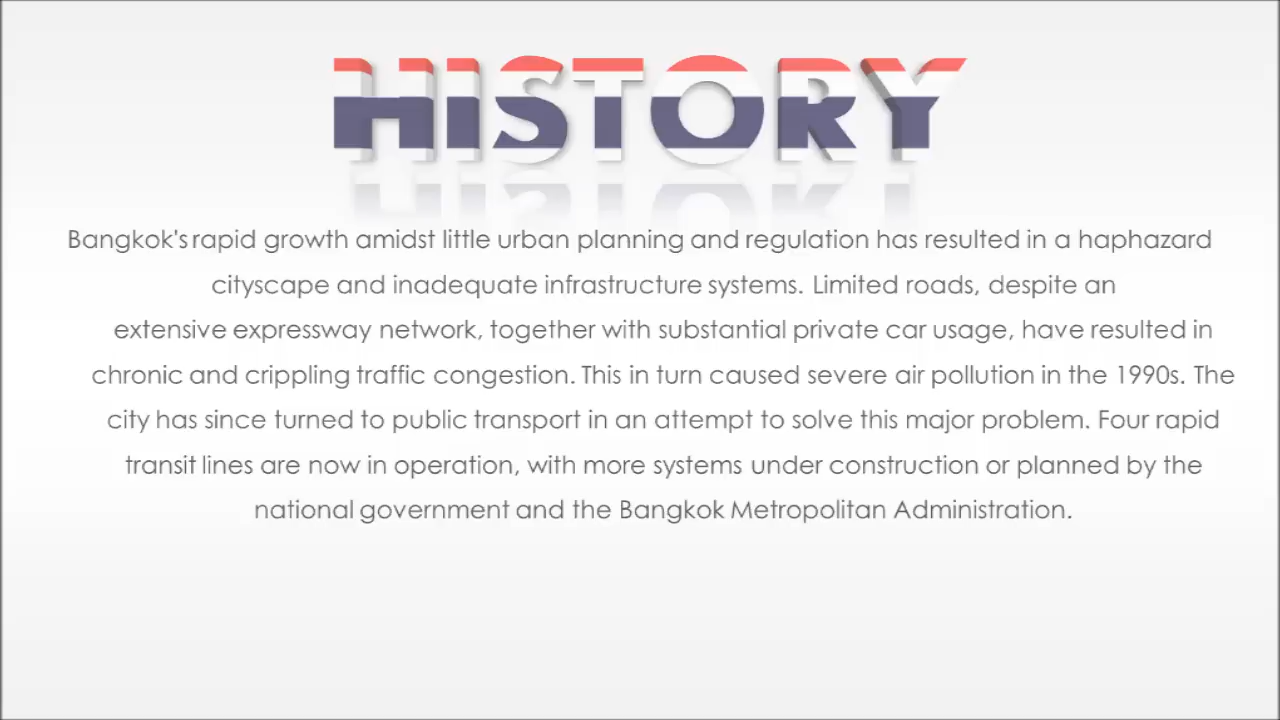 HISTORY
Bangkok's rapid growth amidst little urban planning and regulation has resulted in a haphazard
cityscape and inadequate infrastructure systems. Limited roads, despite an
extensive expressway network, together with substantial private car usage, have resulted in
chronic and crippling traffic congestion. This in turn caused severe air pollution in the 1990s. The
city has since turned to public transport in an attempt to solve this major problem. Four rapid
transit lines are now in operation, with more systems under construction or planned by the
national government and the Bangkok Metropolitan Administration.